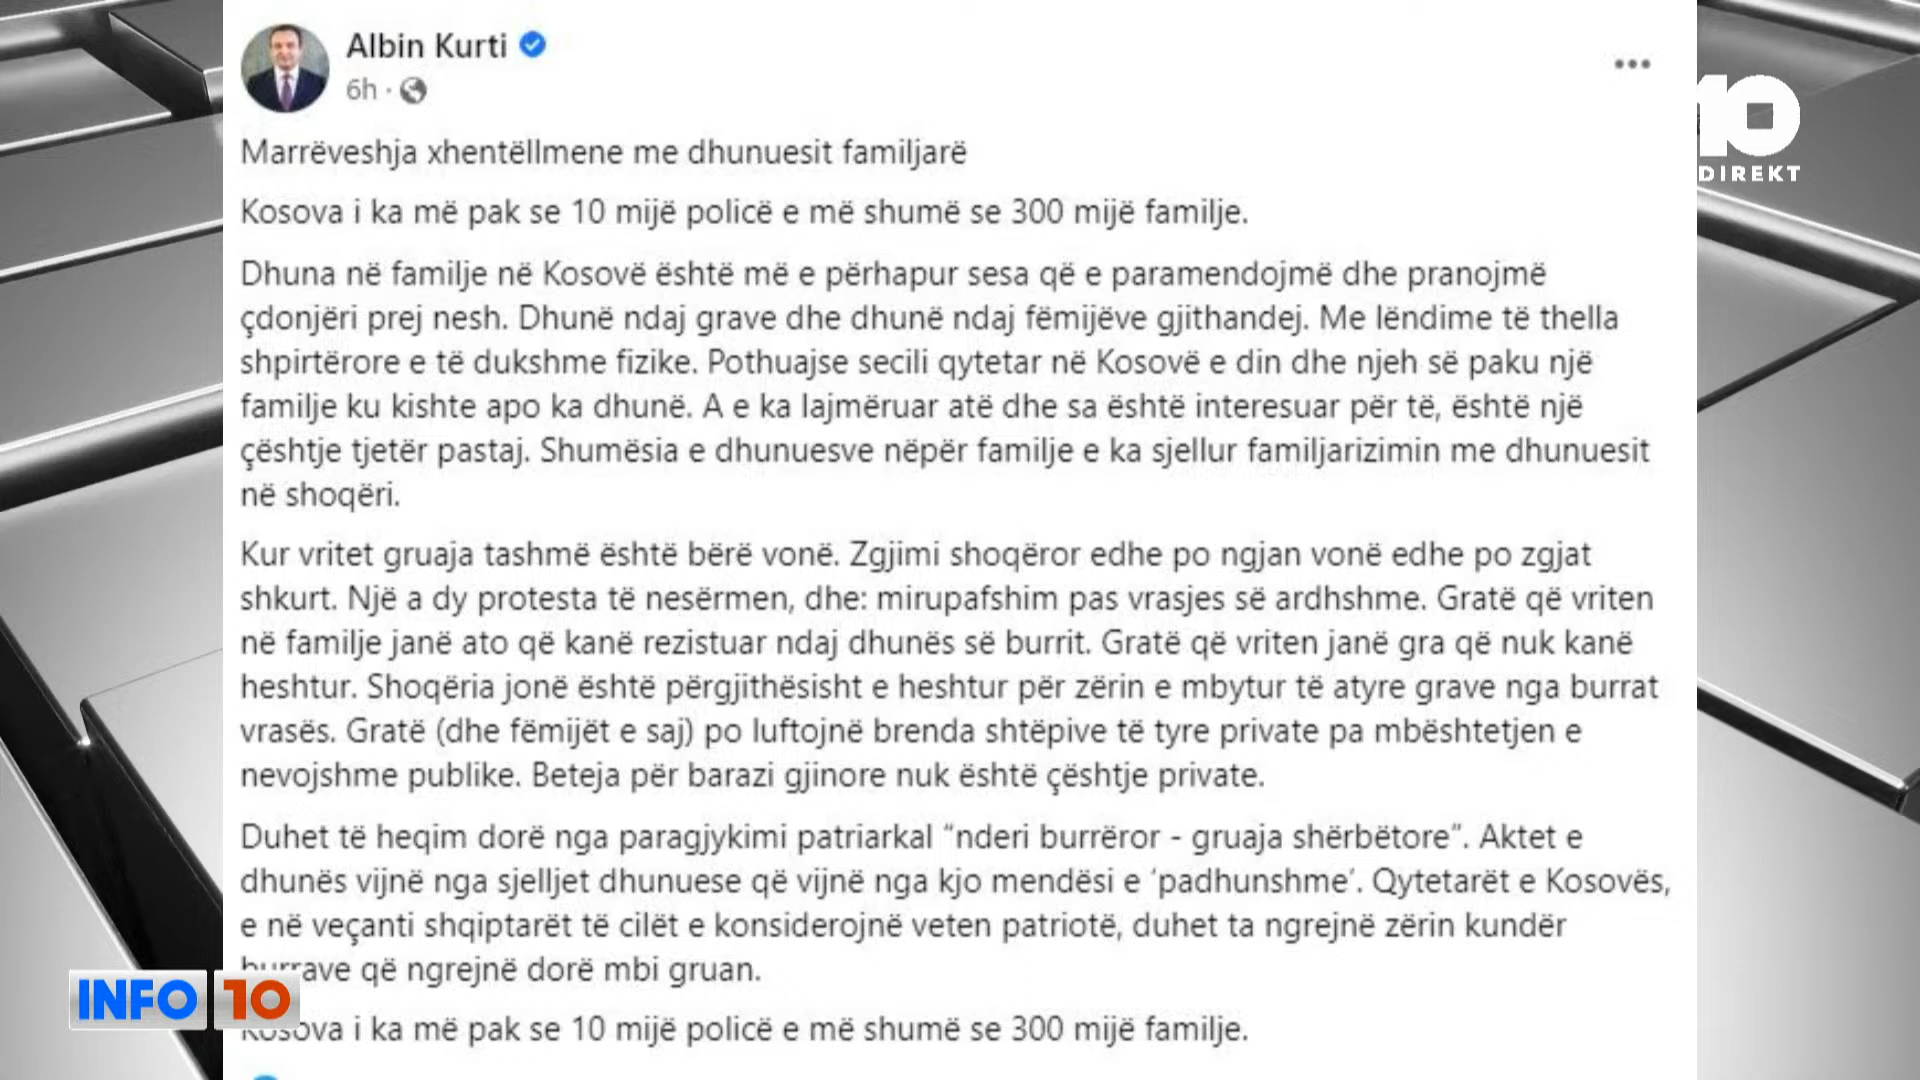 Albin Kurti
6h
Marrëveshja xhentëllmene me dhunuesit familjarë
Kosova i ka më pak se 10 mijë policë e më shumë se 300 mijë familje.
Dhuna në familje në Kosovë është më e përhapur sesa që e paramendojmë dhe pranojmë
çdonjëri prej nesh. Dhunë ndaj grave dhe dhunë ndaj fëmijëve gjithandej. Me lëndime të thella
shpirtërore e të dukshme fizike. Pothuajse secili qytetar në Kosovë e din dhe njeh së paku një
familje ku kishte apo ka dhunë. A e ka lajmëruar atë dhe sa është interesuar për të, është një
çështje tjetër pastaj. Shumësia e dhunuesve nëpër familje e ka sjellur familjarizimin me dhunuesit
në shoqëri.
Kur vritet gruaja tashmë është bërë vonë. Zgjimi shoqëror edhe po ngjan vonë edhe po zgjat
shkurt. Një a dy protesta të nesërmen, dhe: mirupafshim pas vrasjes së ardhshme. Gratë që vriten
në familje janë ato që kanë rezistuar ndaj dhunës së burrit. Gratë që vriten janë gra që nuk kanë
heshtur. Shoqëria jonë është përgjithësisht e heshtur për zërin e mbytur të atyre grave nga burrat
vrasës. Gratë (dhe fëmijët e saj) po luftojnë brenda shtëpive të tyre private pa mbështetjen e
nevojshme publike. Beteja për barazi gjinore nuk është çështje private.
Duhet të heqim dorë nga paragjykimi patriarkal “nderi burrëror - gruaja shërbëtore”. Aktet e
dhunës vijnë nga sjelljet dhunuese që vijnë nga kjo mendësi e ‘padhunshme’. Qytetarët e Kosovës,
e në veçanti shqiptarët të cilët e konsiderojnë veten patriotë, duhet ta ngrejnë zërin kundër
burrave që ngrejnë dorë mbi gruan.
Kosova i ka më pak se 10 mijë policë e më shumë se 300 mijë familje.
10
DIREKT
INFO 10